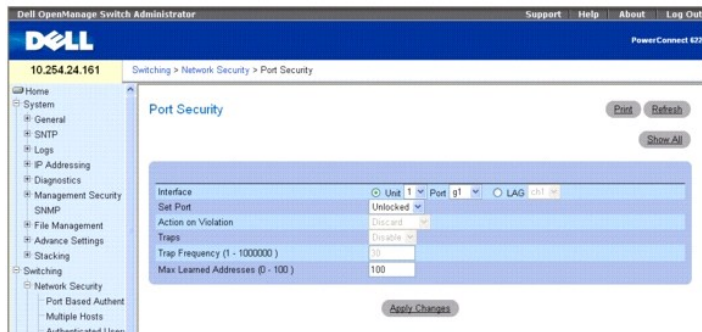 Dell OpenManage Switch Administrator
Support Help About Log Out
DELL
PowerConnect 622
10.254.24.161
Switching > Network Security > Port Security
Home
System
General
SNTP
Logs
IP Addressing
Diagnostics
Management Security
SNMP
File Management
Advance Settings
Stacking
Switching
Network Security
Port Based Authent
Multiple Hosts
Authenticated User
Port Security
Print Refresh
Show All
Interface Unit 1 Port g1 LAG ch1
Set Port Unlocked
Action on Violation Discard
Traps Disable
Trap Frequency (1 - 1000000 ) 30
Max Learned Addresses (0 - 100 ) 100
Apply Changes